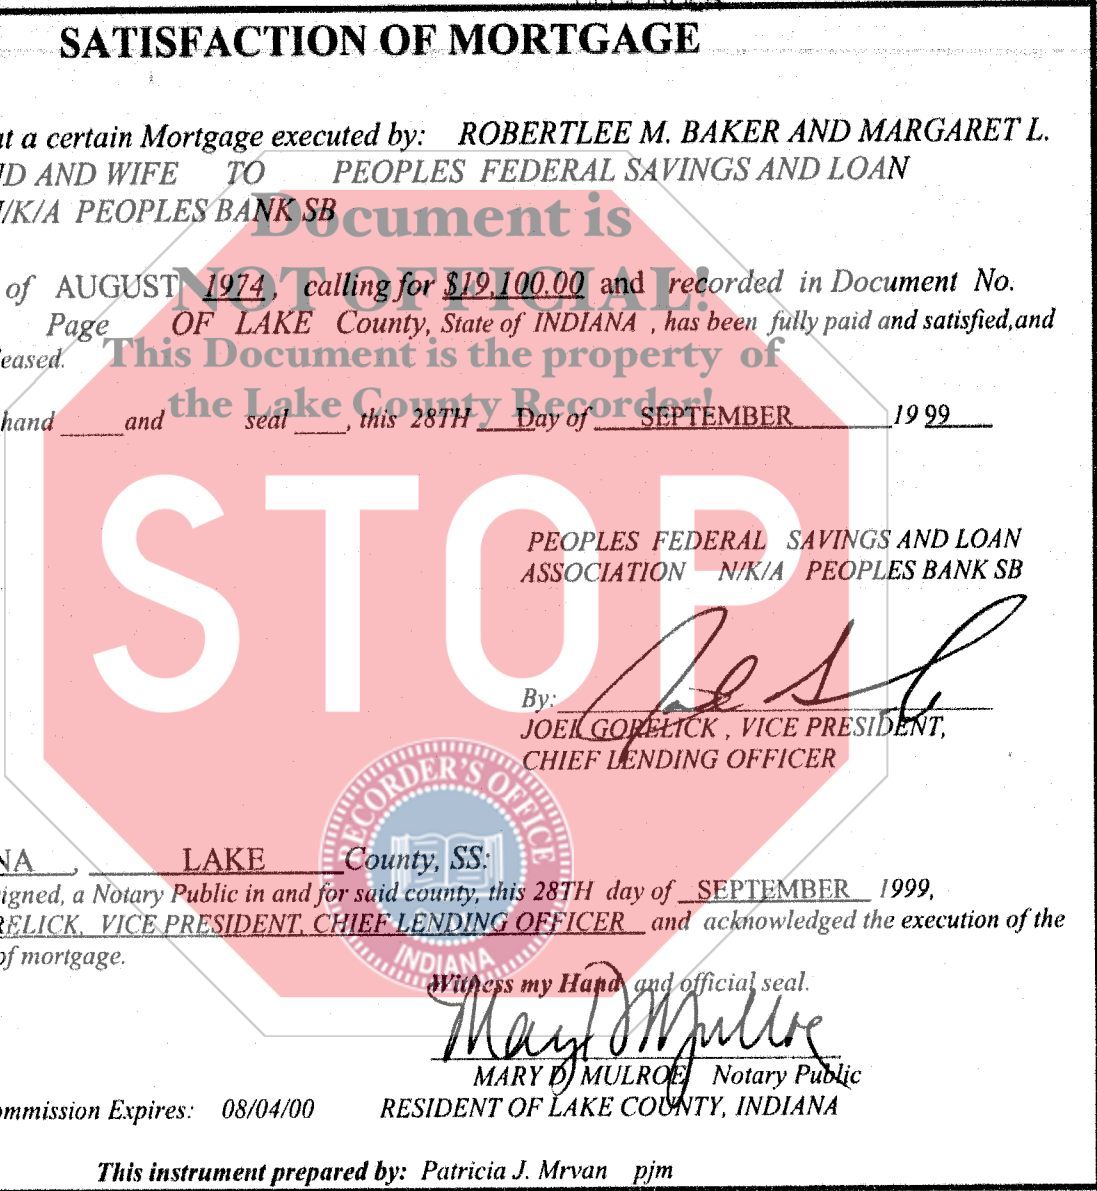 SATISFACTION OF MORTGAGE
at a certain Mortgage executed by: ROBERTLEE M. BAKER AND MARGARET L.
ND AND WIFE TO PEOPLES FEDERAL SAVINGS AND LOAN
N/K/A PEOPLES BANK SB
Document is
of AUGUST 1974, calling for $19,100.00 and recorded in Document No.
NOT OFFICIAL!
Page OF LAKE County, State of INDIANA , has been fully paid and satisfied,and
eased.
This Document is the property of
the Lake County Recorder!
hand and seal , this 28TH Day of SEPTEMBER 1999
STOP
PEOPLES FEDERAL SAVINGS AND LOAN
ASSOCIATION N/K/A PEOPLES BANK SB
By:
JOEL GORELICK , VICE PRESIDENT,
CHIEF LENDING OFFICER
RECORDER'S OFFICE
INDIANA
NA , LAKE County, SS:
igned, a Notary Public in and for said county, this 28TH day of SEPTEMBER 1999,
RELICK, VICE PRESIDENT, CHIEF LENDING OFFICER and acknowledged the execution of the
of mortgage.
Witness my Hand and official seal.
Mary D Mulroe
MARY D. MULROE Notary Public
ommission Expires: 08/04/00 RESIDENT OF LAKE COUNTY, INDIANA
This instrument prepared by: Patricia J. Mrvan pjm